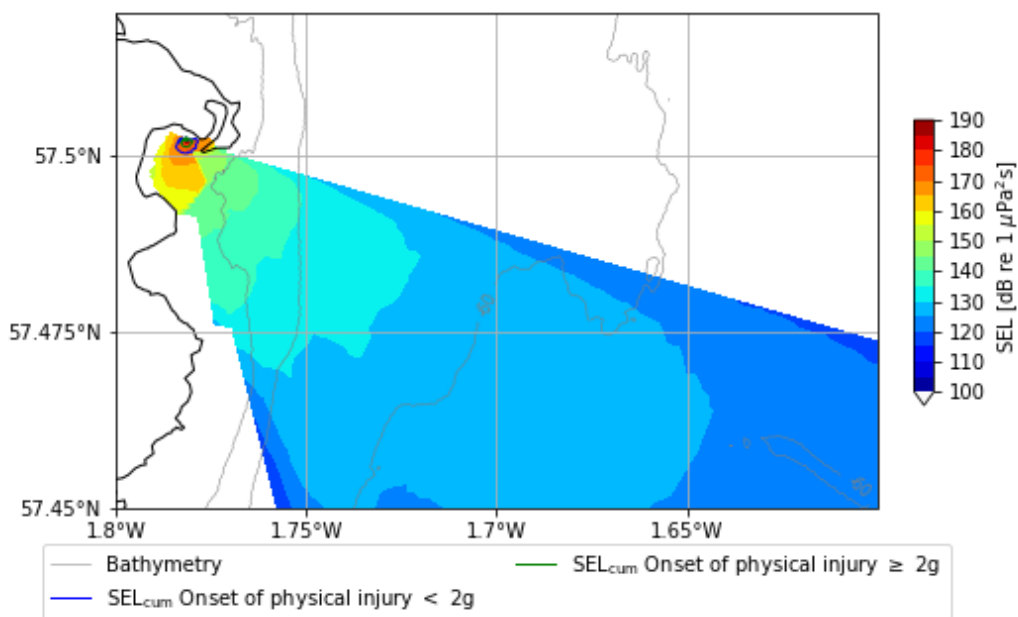 57.5°N
57.475°N
57.45°N
1.8°W 1.75°W 1.7°W 1.65°W
60
60
190
180
170
160
150
140
130
120
110
100
SEL [dB re 1 μPa²s]
Bathymetry
SELcum Onset of physical injury < 2g
SELcum Onset of physical injury ≥ 2g